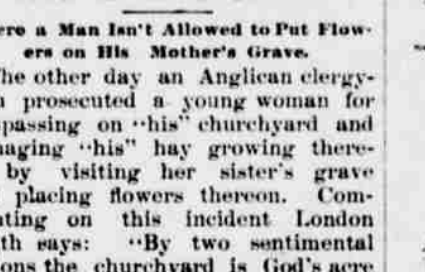 ere a Man Isn't Allowed to Put Flow-
ers on His Mother's Grave.
he other day an Anglican clergy-
prosecuted a young woman for
passing on "his" churchyard and
naging "his" hay growing there-
by visiting her sister's grave
placing flowers thereon. Com-
ting on this incident London
th says: "By two sentimental
ons the churchyard is God's acre